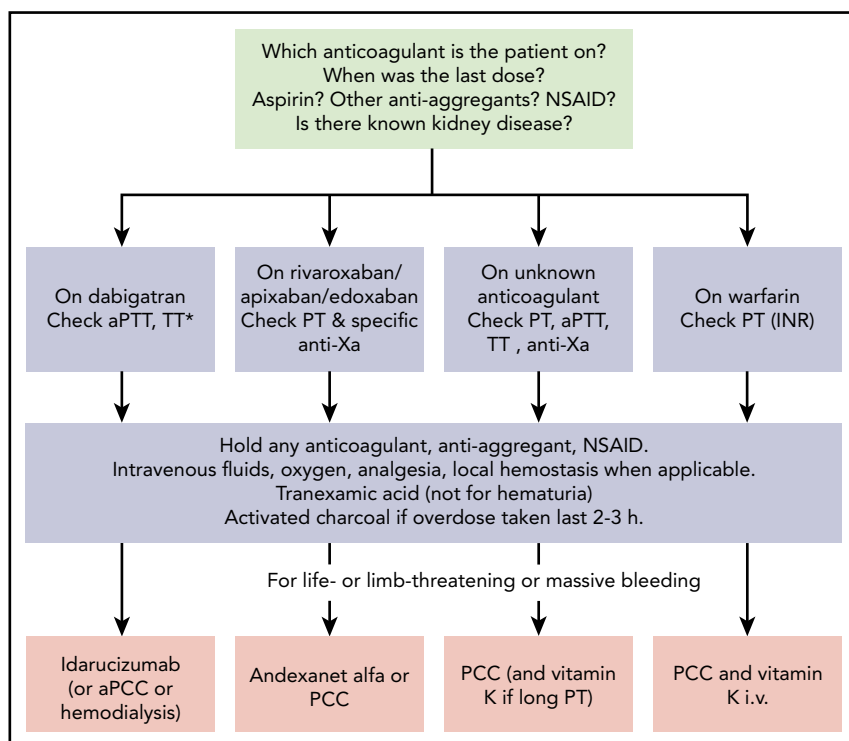 Which anticoagulant is the patient on?
When was the last dose?
Aspirin? Other anti-aggregants? NSAID?
Is there known kidney disease?
On dabigatran
Check aPTT, TT*
On rivaroxaban/
apixaban/edoxaban
Check PT & specific
anti-Xa
On unknown
anticoagulant
Check PT, aPTT,
TT , anti-Xa
On warfarin
Check PT (INR)
Hold any anticoagulant, anti-aggregant, NSAID.
Intravenous fluids, oxygen, analgesia, local hemostasis when applicable.
Tranexamic acid (not for hematuria)
Activated charcoal if overdose taken last 2-3 h.
For life- or limb-threatening or massive bleeding
Idarucizumab
(or aPCC or
hemodialysis)
Andexanet alfa or
PCC
PCC (and vitamin
K if long PT)
PCC and vitamin
K i.v.